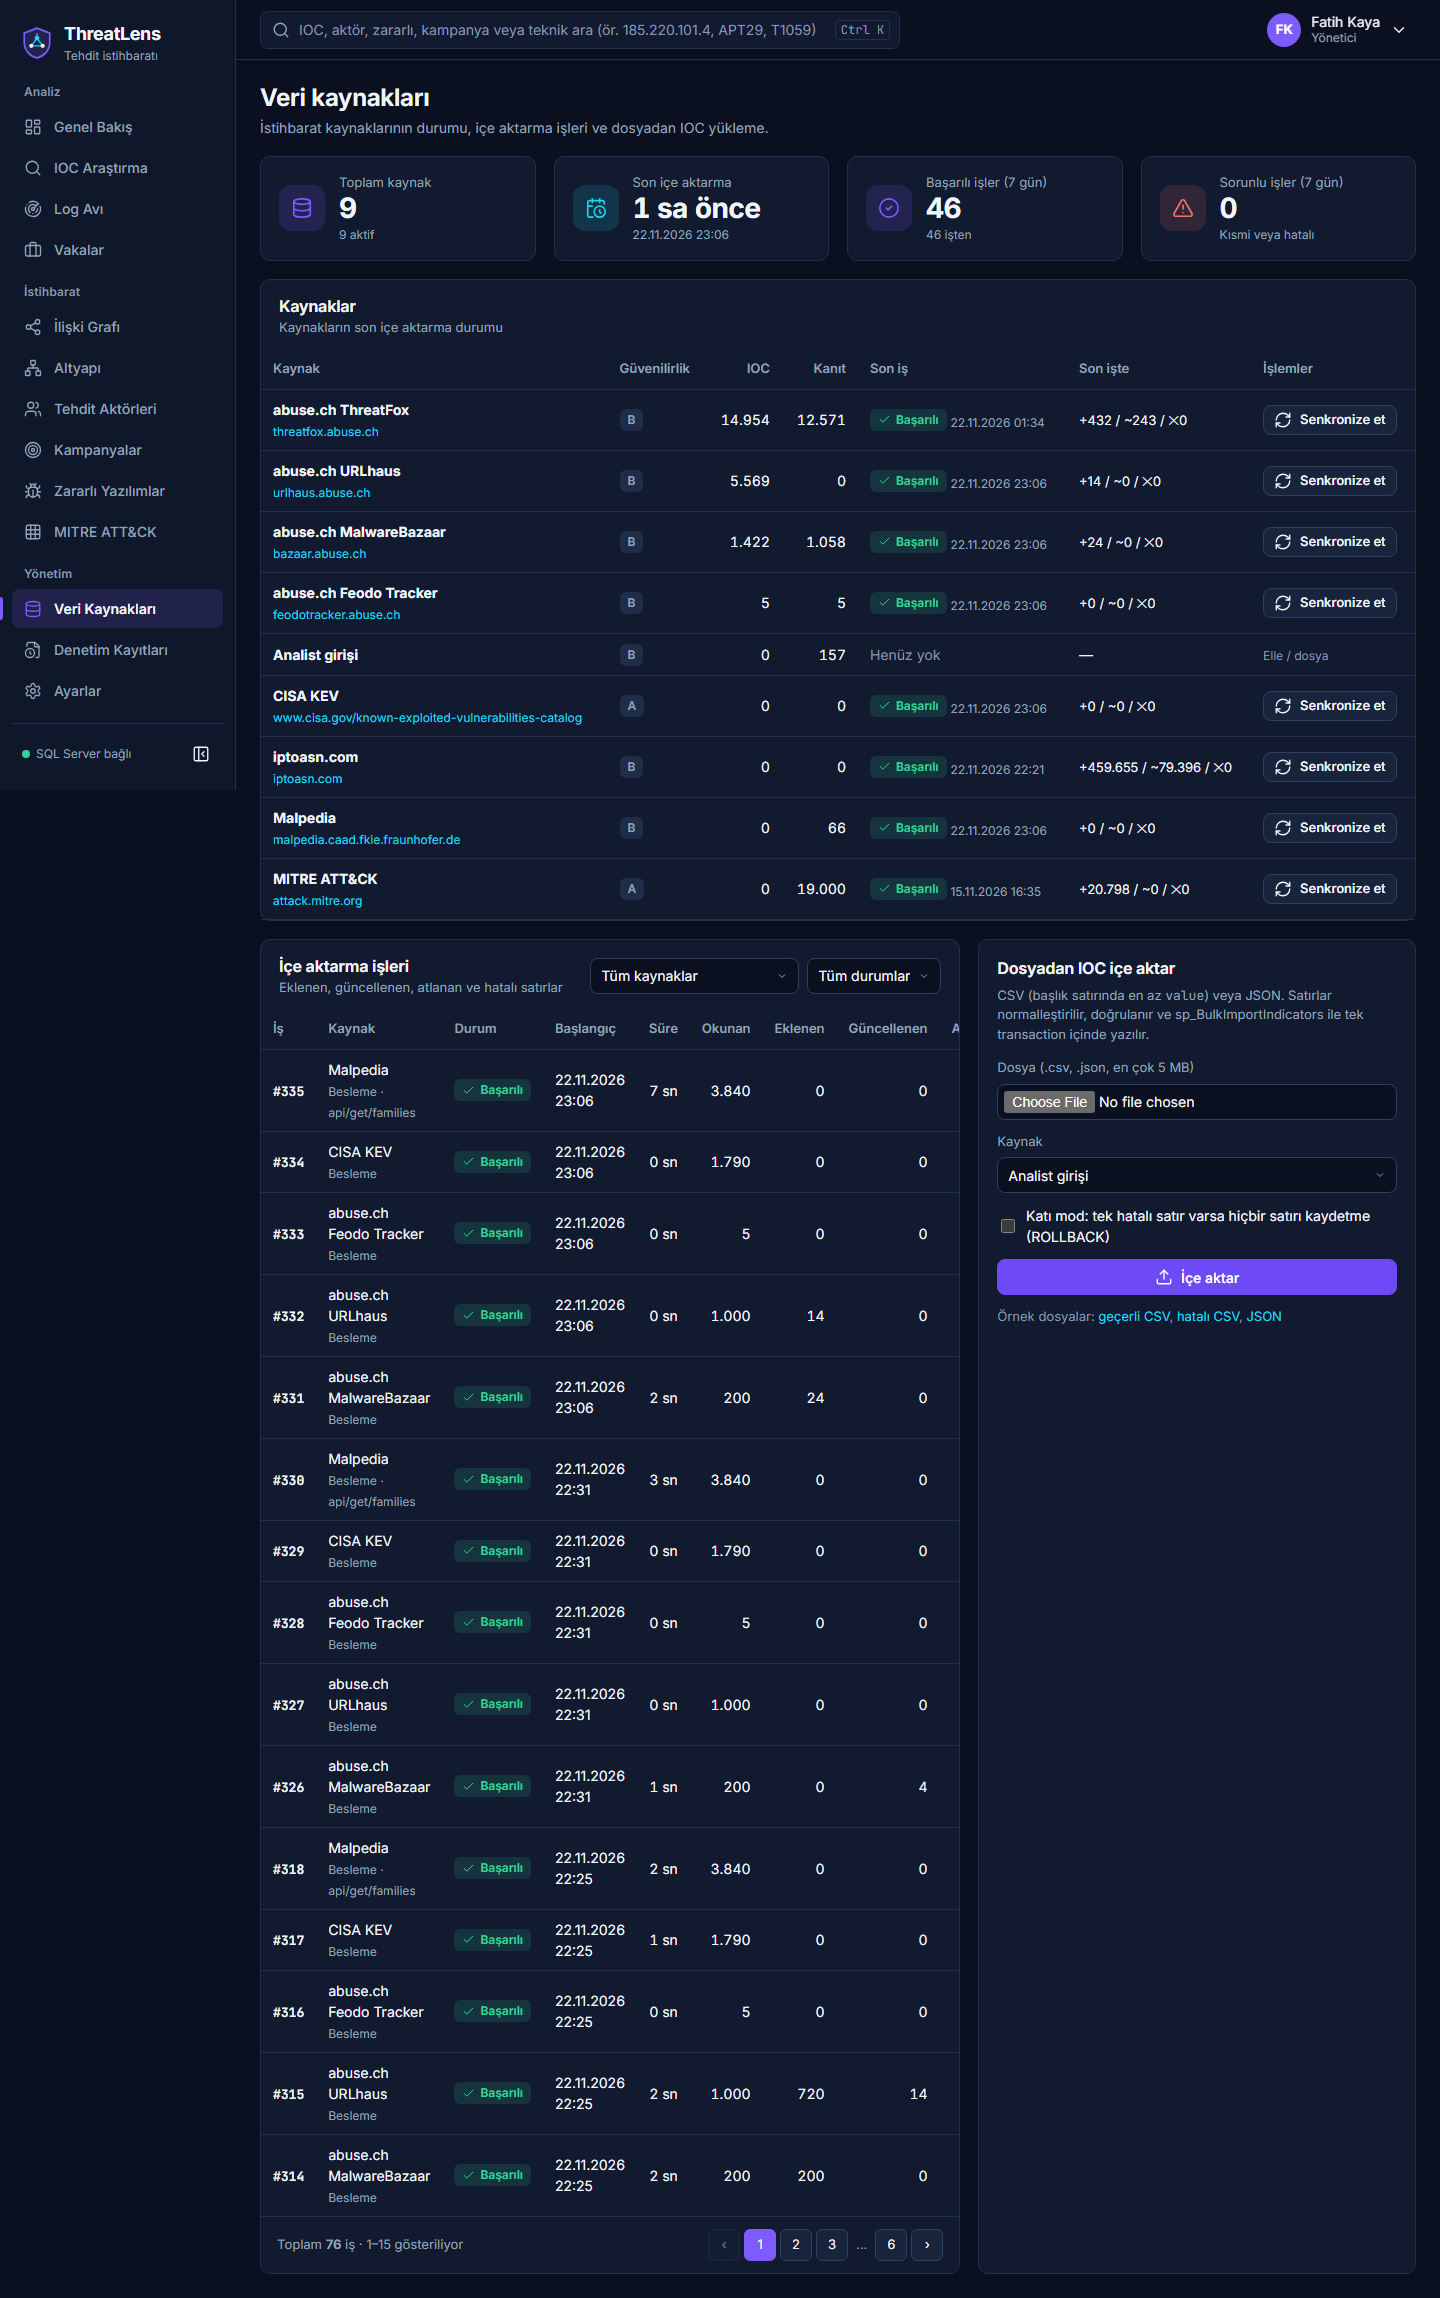 ThreatLens
Tehdit istihbaratı
Analiz
Genel Bakış
IOC Araştırma
Log Avı
Vakalar
İstihbarat
İlişki Grafı
Altyapı
Tehdit Aktörleri
Kampanyalar
Zararlı Yazılımlar
MITRE ATT&CK
Yönetim
Veri Kaynakları
Denetim Kayıtları
Ayarlar
SQL Server bağlı
IOC, aktör, zararlı, kampanya veya teknik ara (ör. 185.220.101.4, APT29, T1059) Ctrl K
FK Fatih Kaya
Yönetici
Veri kaynakları
İstihbarat kaynaklarının durumu, içe aktarma işleri ve dosyadan IOC yükleme.
Toplam kaynak
9
9 aktif
Son içe aktarma
1 sa önce
22.11.2026 23:06
Başarılı işler (7 gün)
46
46 işten
Sorunlu işler (7 gün)
0
Kısmi veya hatalı
Kaynaklar
Kaynakların son içe aktarma durumu
Kaynak Güvenilirlik IOC Kanıt Son iş Son işte İşlemler
abuse.ch ThreatFox
threatfox.abuse.ch
B 14.954 12.571 Başarılı 22.11.2026 01:34 +432 / ~243 / ×0 Senkronize et
abuse.ch URLhaus
urlhaus.abuse.ch
B 5.569 0 Başarılı 22.11.2026 23:06 +14 / ~0 / ×0 Senkronize et
abuse.ch MalwareBazaar
bazaar.abuse.ch
B 1.422 1.058 Başarılı 22.11.2026 23:06 +24 / ~0 / ×0 Senkronize et
abuse.ch Feodo Tracker
feodotracker.abuse.ch
B 5 5 Başarılı 22.11.2026 23:06 +0 / ~0 / ×0 Senkronize et
Analist girişi B 0 157 Henüz yok — Elle / dosya
CISA KEV
www.cisa.gov/known-exploited-vulnerabilities-catalog
A 0 0 Başarılı 22.11.2026 23:06 +0 / ~0 / ×0 Senkronize et
iptoasn.com
iptoasn.com
B 0 0 Başarılı 22.11.2026 22:21 +459.655 / ~79.396 / ×0 Senkronize et
Malpedia
malpedia.caad.fkie.fraunhofer.de
B 0 66 Başarılı 22.11.2026 23:06 +0 / ~0 / ×0 Senkronize et
MITRE ATT&CK
attack.mitre.org
A 0 19.000 Başarılı 15.11.2026 16:35 +20.798 / ~0 / ×0 Senkronize et
İçe aktarma işleri
Eklenen, güncellenen, atlanan ve hatalı satırlar
Tüm kaynaklar Tüm durumlar
İş Kaynak Durum Başlangıç Süre Okunan Eklenen Güncellenen A
#335 Malpedia Besleme · api/get/families Başarılı 22.11.2026 23:06 7 sn 3.840 0 0
#334 CISA KEV Besleme Başarılı 22.11.2026 23:06 0 sn 1.790 0 0
#333 abuse.ch Feodo Tracker Besleme Başarılı 22.11.2026 23:06 0 sn 5 0 0
#332 abuse.ch URLhaus Besleme Başarılı 22.11.2026 23:06 0 sn 1.000 14 0
#331 abuse.ch MalwareBazaar Besleme Başarılı 22.11.2026 23:06 2 sn 200 24 0
#330 Malpedia Besleme · api/get/families Başarılı 22.11.2026 22:31 3 sn 3.840 0 0
#329 CISA KEV Besleme Başarılı 22.11.2026 22:31 0 sn 1.790 0 0
#328 abuse.ch Feodo Tracker Besleme Başarılı 22.11.2026 22:31 0 sn 5 0 0
#327 abuse.ch URLhaus Besleme Başarılı 22.11.2026 22:31 0 sn 1.000 0 0
#326 abuse.ch MalwareBazaar Besleme Başarılı 22.11.2026 22:31 1 sn 200 0 4
#318 Malpedia Besleme · api/get/families Başarılı 22.11.2026 22:25 2 sn 3.840 0 0
#317 CISA KEV Besleme Başarılı 22.11.2026 22:25 1 sn 1.790 0 0
#316 abuse.ch Feodo Tracker Besleme Başarılı 22.11.2026 22:25 0 sn 5 0 0
#315 abuse.ch URLhaus Besleme Başarılı 22.11.2026 22:25 2 sn 1.000 720 14
#314 abuse.ch MalwareBazaar Besleme Başarılı 22.11.2026 22:25 2 sn 200 200 0
Toplam 76 iş · 1–15 gösteriliyor ‹ 1 2 3 … 6 ›
Dosyadan IOC içe aktar
CSV (başlık satırında en az value) veya JSON. Satırlar
normalleştirilir, doğrulanır ve sp_BulkImportIndicators ile tek
transaction içinde yazılır.
Dosya (.csv, .json, en çok 5 MB)
Choose File No file chosen
Kaynak
Analist girişi
Katı mod: tek hatalı satır varsa hiçbir satırı kaydetme
(ROLLBACK)
İçe aktar
Örnek dosyalar: geçerli CSV, hatalı CSV, JSON